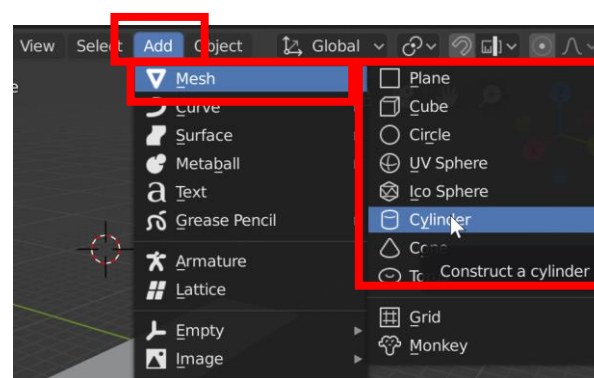 View Select Add Object Global
Mesh
Curve
Surface
Metaball
Text
Grease Pencil
Armature
Lattice
Empty
Image
Plane
Cube
Circle
UV Sphere
Ico Sphere
Cylinder
Construct a cylinder
Grid
Monkey